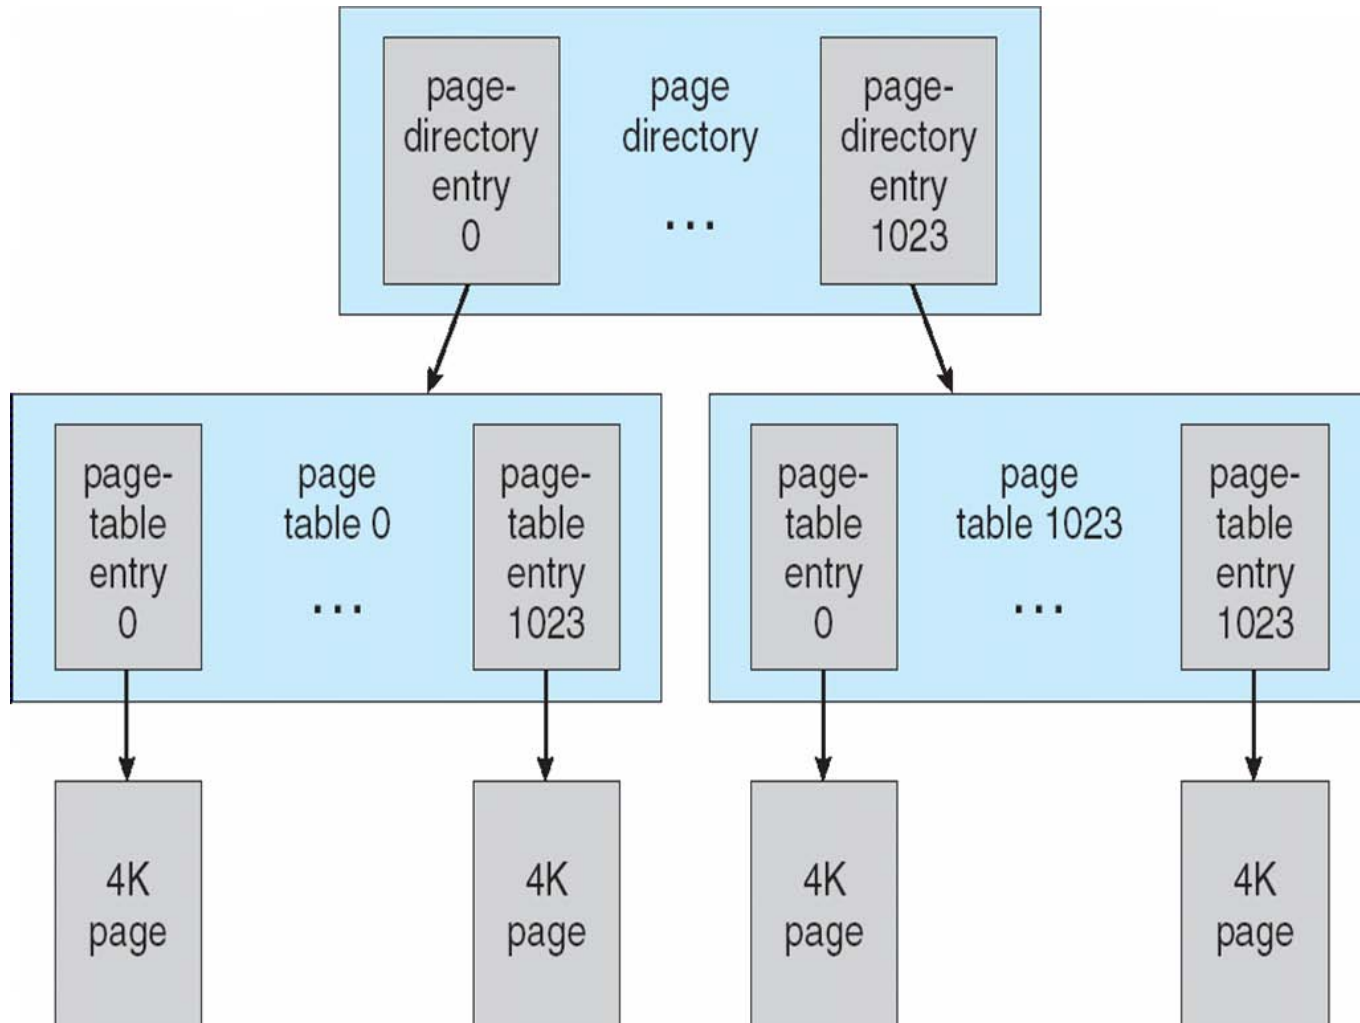 page-
directory
entry
0
page
directory
...
page-
directory
entry
1023
page-
table
entry
0
page
table 0
...
page-
table
entry
1023
page-
table
entry
0
page
table 1023
...
page-
table
entry
1023
4K
page
4K
page
4K
page
4K
page